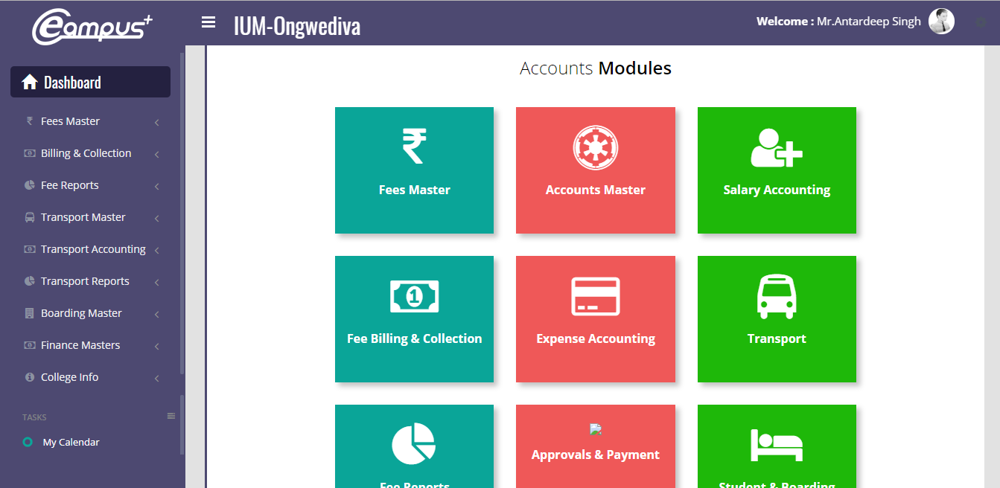 eampus+
IUM-Ongwediva
Welcome : Mr.Antardeep Singh
Dashboard
₹ Fees Master
Billing & Collection
Fee Reports
Transport Master
Transport Accounting
Transport Reports
Boarding Master
Finance Masters
College Info
TASKS
My Calendar
Accounts Modules
₹
Fees Master
Accounts Master
Salary Accounting
1
Fee Billing & Collection
Expense Accounting
Transport
Fee Reports
Approvals & Payment
Student & Boarding